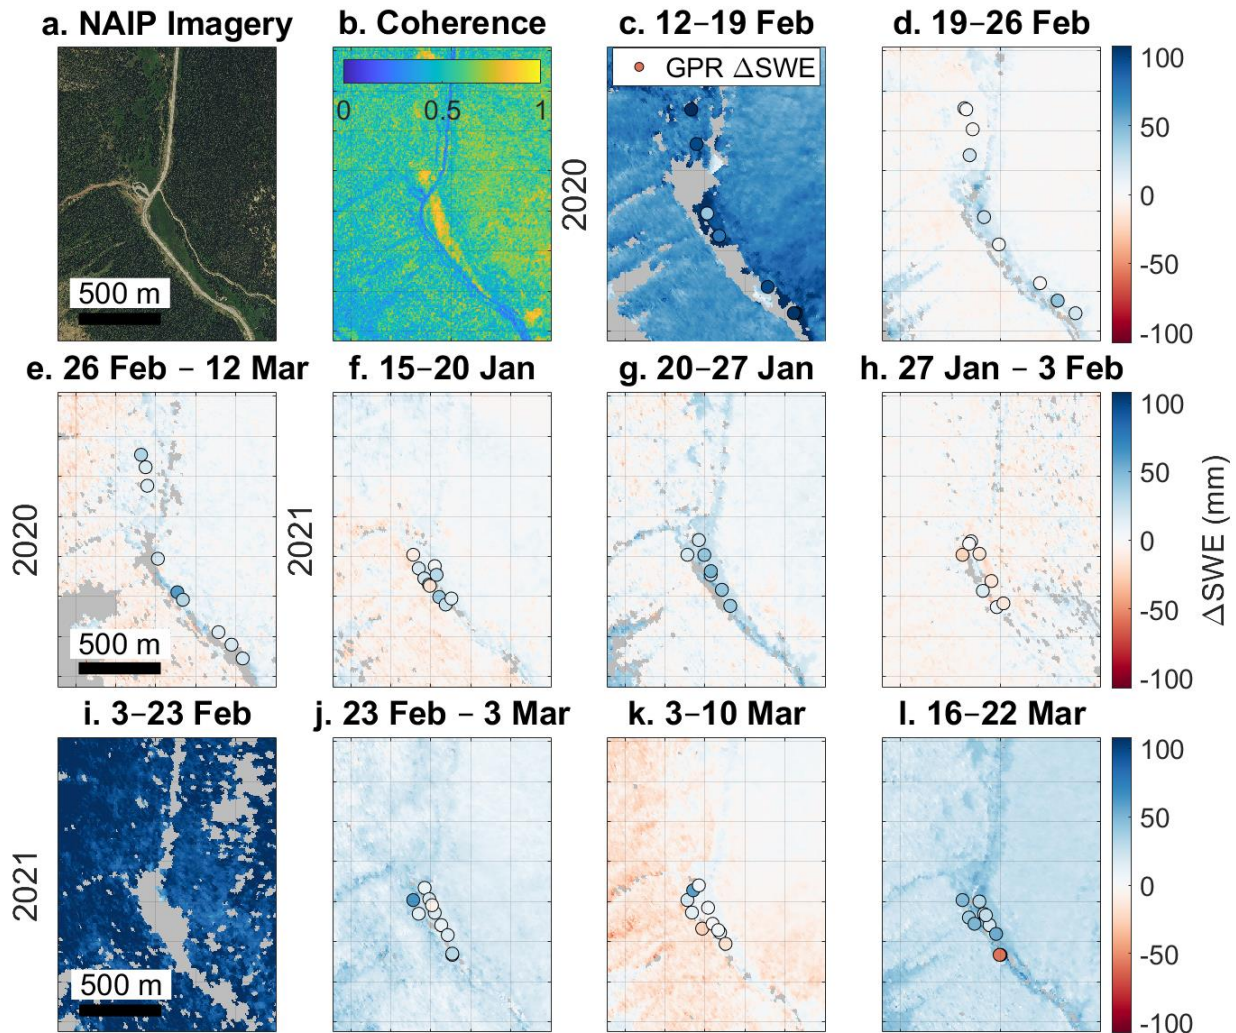 a. NAIP Imagery
b. Coherence
c. 12–19 Feb
d. 19–26 Feb
GPR ΔSWE
0 0.5 1
500 m
2020
100
50
0
-50
-100
e. 26 Feb – 12 Mar
f. 15–20 Jan
g. 20–27 Jan
h. 27 Jan – 3 Feb
2020
500 m
2021
100
50
0
-50
-100
ΔSWE (mm)
i. 3–23 Feb
j. 23 Feb – 3 Mar
k. 3–10 Mar
l. 16–22 Mar
2021
500 m
100
50
0
-50
-100